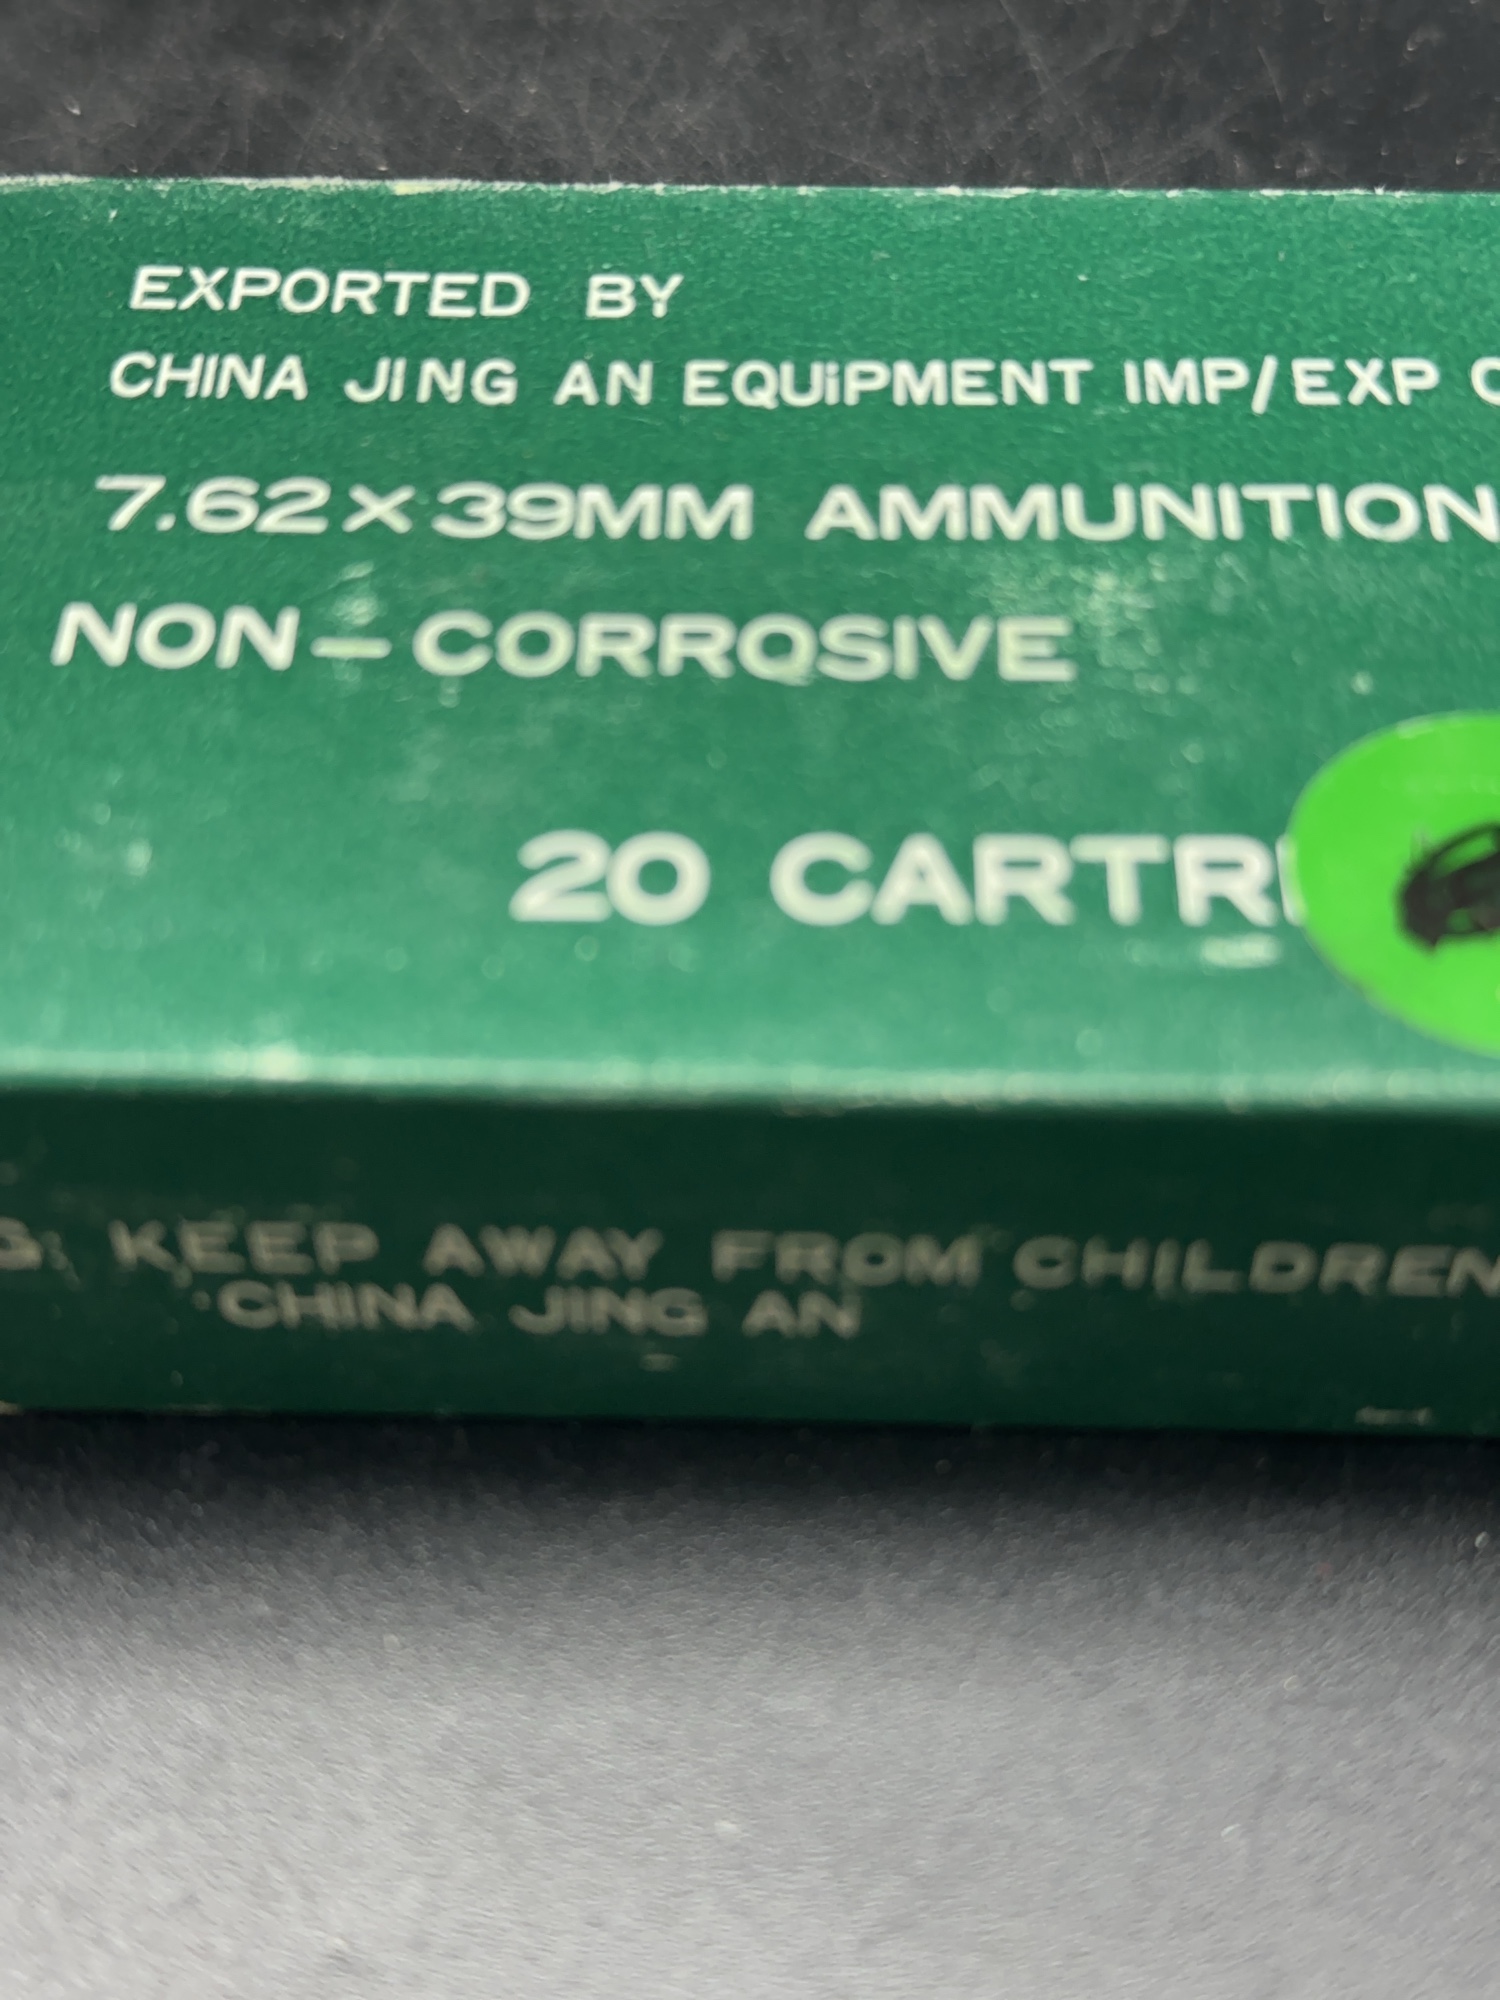 EXPORTED BY
CHINA JING AN EQUiPMENT IMP/EXP C
7.62×39MM AMMUNITION
NON-CORROSIVE
20 CARTRI
G: KEEP AWAY FROM CHILDREN
CHINA JING AN